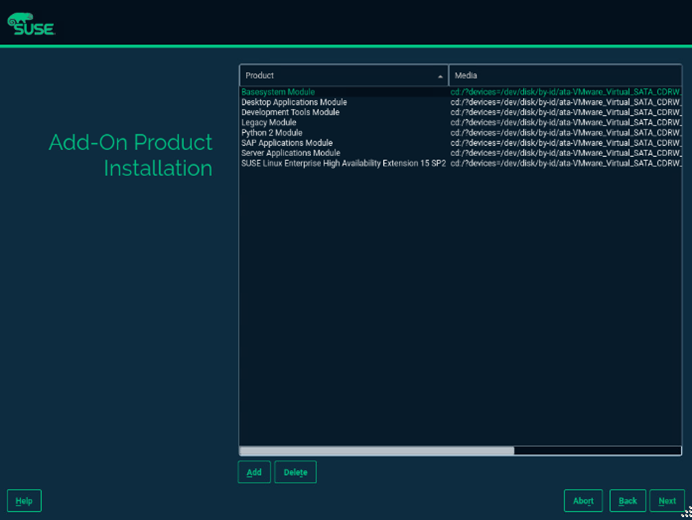 SUSE
Product Media
Basesystem Module cd:/?devices=/dev/disk/by-id/ata-VMware_Virtual_SATA_CDRW_
Desktop Applications Module cd:/?devices=/dev/disk/by-id/ata-VMware_Virtual_SATA_CDRW_
Development Tools Module cd:/?devices=/dev/disk/by-id/ata-VMware_Virtual_SATA_CDRW_
Legacy Module cd:/?devices=/dev/disk/by-id/ata-VMware_Virtual_SATA_CDRW_
Python 2 Module cd:/?devices=/dev/disk/by-id/ata-VMware_Virtual_SATA_CDRW_
SAP Applications Module cd:/?devices=/dev/disk/by-id/ata-VMware_Virtual_SATA_CDRW_
Server Applications Module cd:/?devices=/dev/disk/by-id/ata-VMware_Virtual_SATA_CDRW_
SUSE Linux Enterprise High Availability Extension 15 SP2 cd:/?devices=/dev/disk/by-id/ata-VMware_Virtual_SATA_CDRW_
Add-On Product
Installation
Add Delete
Help Abort Back Next